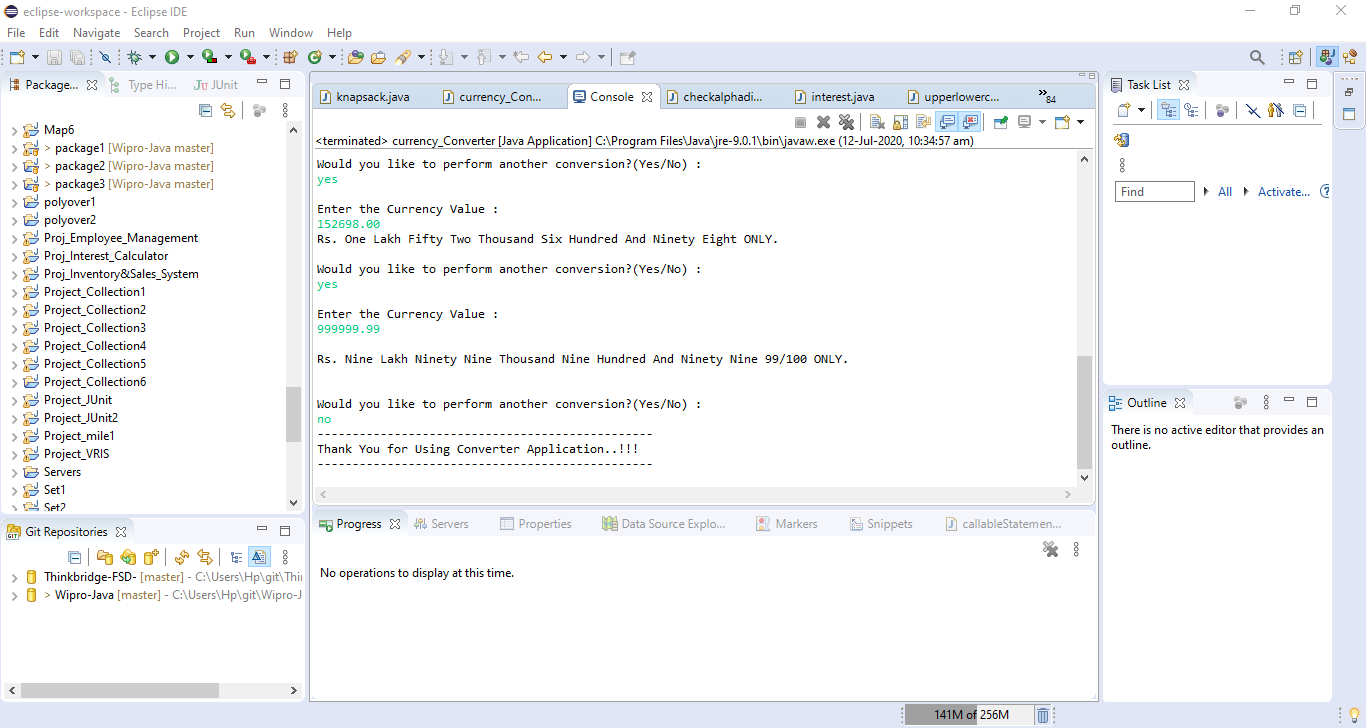 eclipse-workspace - Eclipse IDE
File Edit Navigate Search Project Run Window Help
Package... Type Hi... JUnit
Map6
> package1 [Wipro-Java master]
> package2 [Wipro-Java master]
> package3 [Wipro-Java master]
polyover1
polyover2
Proj_Employee_Management
Proj_Interest_Calculator
Proj_Inventory&Sales_System
Project_Collection1
Project_Collection2
Project_Collection3
Project_Collection4
Project_Collection5
Project_Collection6
Project_JUnit
Project_JUnit2
Project_mile1
Project_VRIS
Servers
Set1
Set2
Git Repositories
Thinkbridge-FSD- [master] - C:\Users\Hp\git\Thi
> Wipro-Java [master] - C:\Users\Hp\git\Wipro-J
knapsack.java currency_Con... Console checkalphadi... interest.java upperlowerc... »84
<terminated> currency_Converter [Java Application] C:\Program Files\Java\jre-9.0.1\bin\javaw.exe (12-Jul-2020, 10:34:57 am)
Would you like to perform another conversion?(Yes/No) :
yes
Enter the Currency Value :
152698.00
Rs. One Lakh Fifty Two Thousand Six Hundred And Ninety Eight ONLY.
Would you like to perform another conversion?(Yes/No) :
yes
Enter the Currency Value :
999999.99
Rs. Nine Lakh Ninety Nine Thousand Nine Hundred And Ninety Nine 99/100 ONLY.
Would you like to perform another conversion?(Yes/No) :
no
------------------------------------------------
Thank You for Using Converter Application..!!!
------------------------------------------------
Progress Servers Properties Data Source Explo... Markers Snippets callableStatemen...
No operations to display at this time.
Task List
Find All Activate...
Outline
There is no active editor that provides an
outline.
141M of 256M